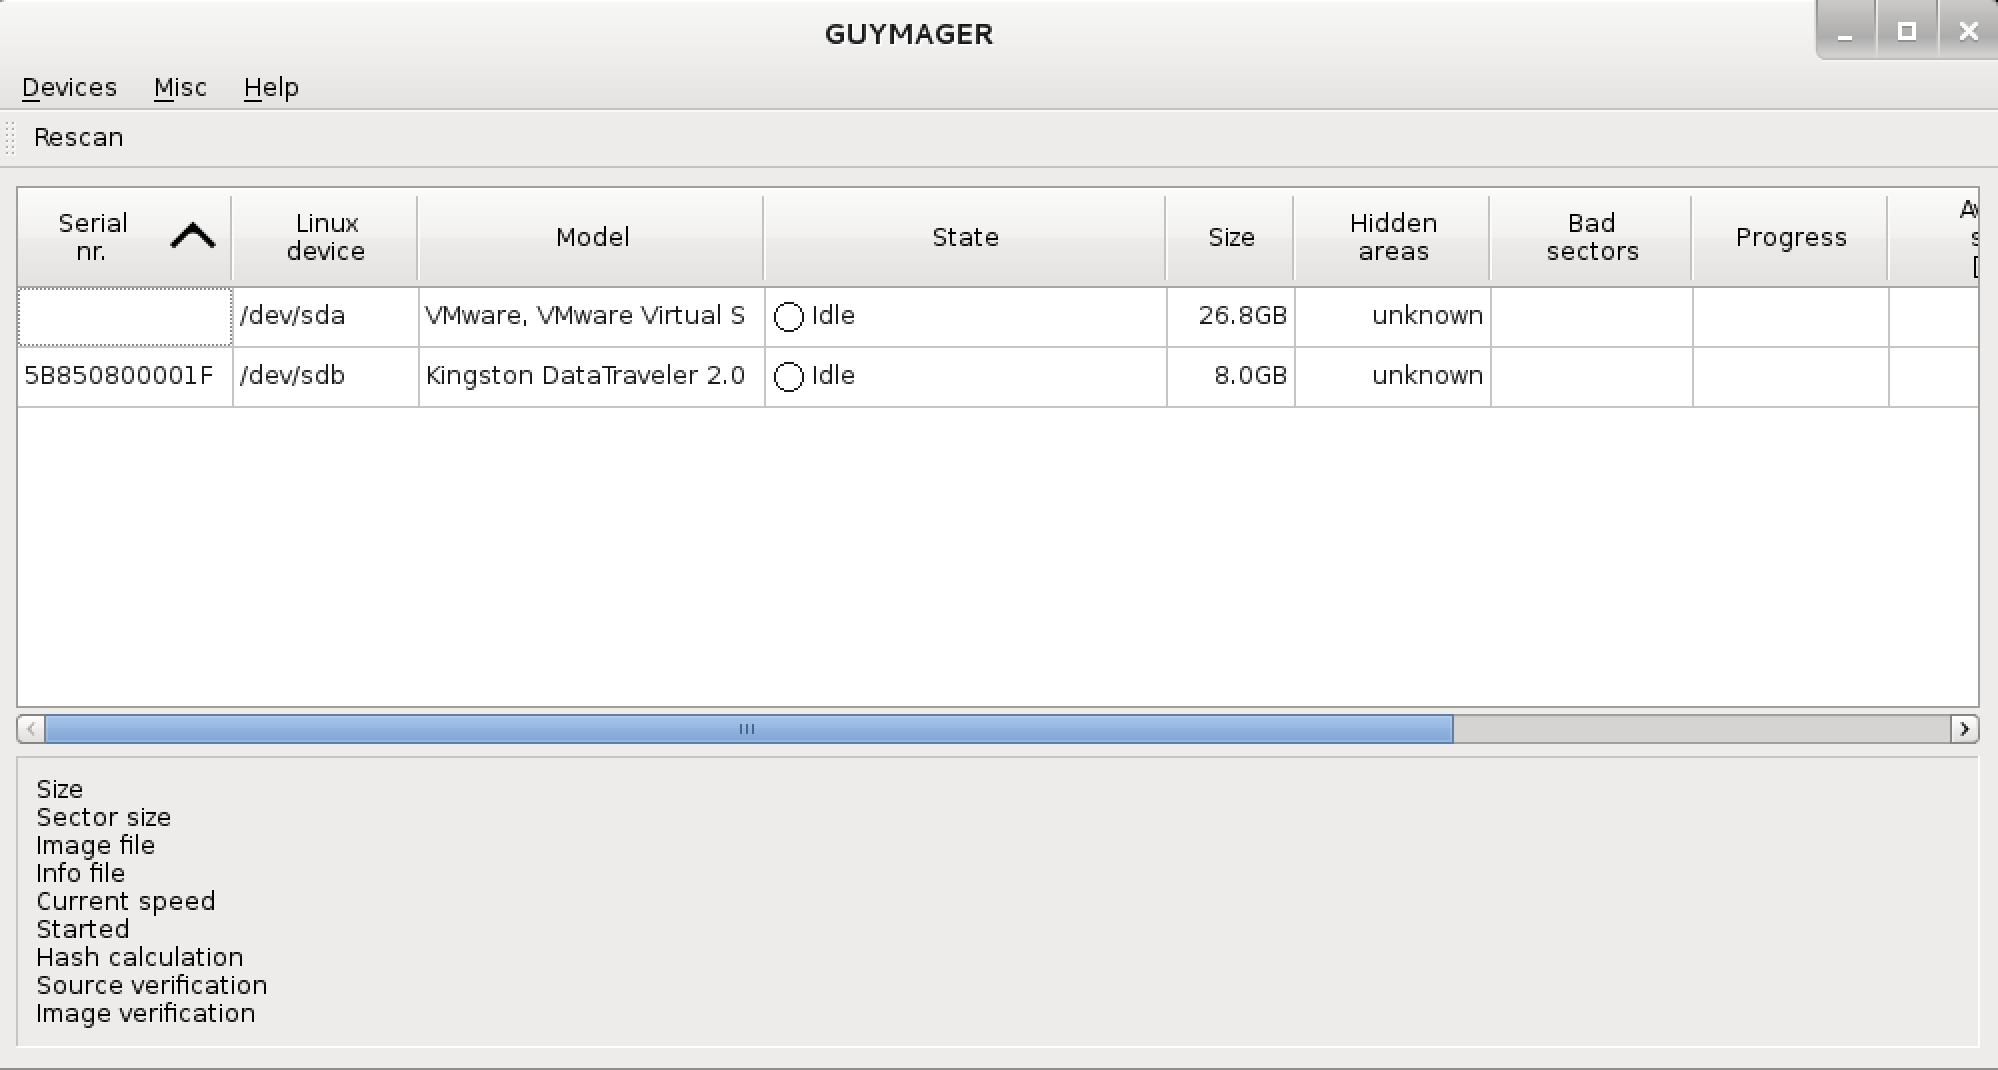 GUYMAGER
Devices Misc Help
Rescan
Serial nr. Linux device Model State Size Hidden areas Bad sectors Progress
/dev/sda VMware, VMware Virtual S Idle 26.8GB unknown
5B850800001F /dev/sdb Kingston DataTraveler 2.0 Idle 8.0GB unknown
Size
Sector size
Image file
Info file
Current speed
Started
Hash calculation
Source verification
Image verification